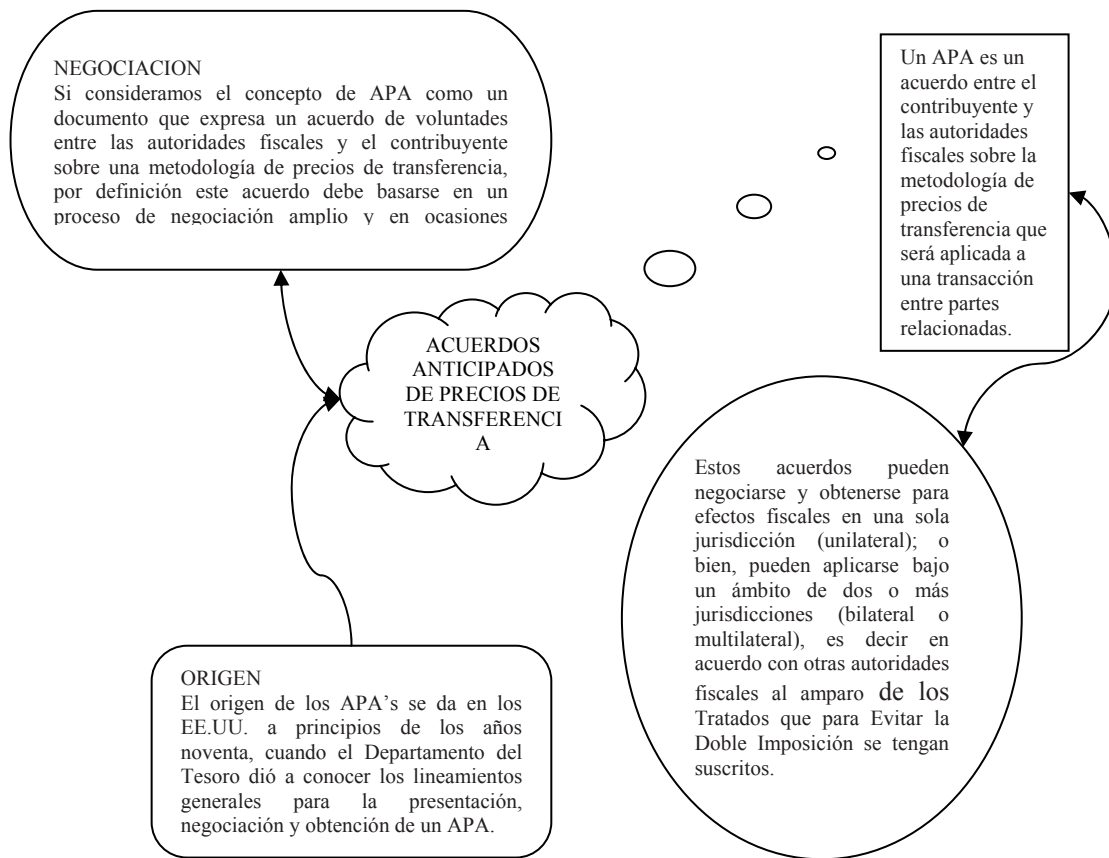 NEGOCIACION
Si consideramos el concepto de APA como un
documento que expresa un acuerdo de voluntades
entre las autoridades fiscales y el contribuyente
sobre una metodología de precios de transferencia,
por definición este acuerdo debe basarse en un
proceso de negociación amplio y en ocasiones
Un APA es un
acuerdo entre el
contribuyente y
las autoridades
fiscales sobre la
metodología de
precios de
transferencia que
será aplicada a
una transacción
entre partes
relacionadas.
ACUERDOS
ANTICIPADOS
DE PRECIOS DE
TRANSFERENCI
A
Estos acuerdos pueden
negociarse y obtenerse para
efectos fiscales en una sola
jurisdicción (unilateral); o
bien, pueden aplicarse bajo
un ámbito de dos o más
jurisdicciones (bilateral o
multilateral), es decir en
acuerdo con otras autoridades
fiscales al amparo de los
Tratados que para Evitar la
Doble Imposición se tengan
suscritos.
ORIGEN
El origen de los APA’s se da en los
EE.UU. a principios de los años
noventa, cuando el Departamento del
Tesoro dió a conocer los lineamientos
generales para la presentación,
negociación y obtención de un APA.